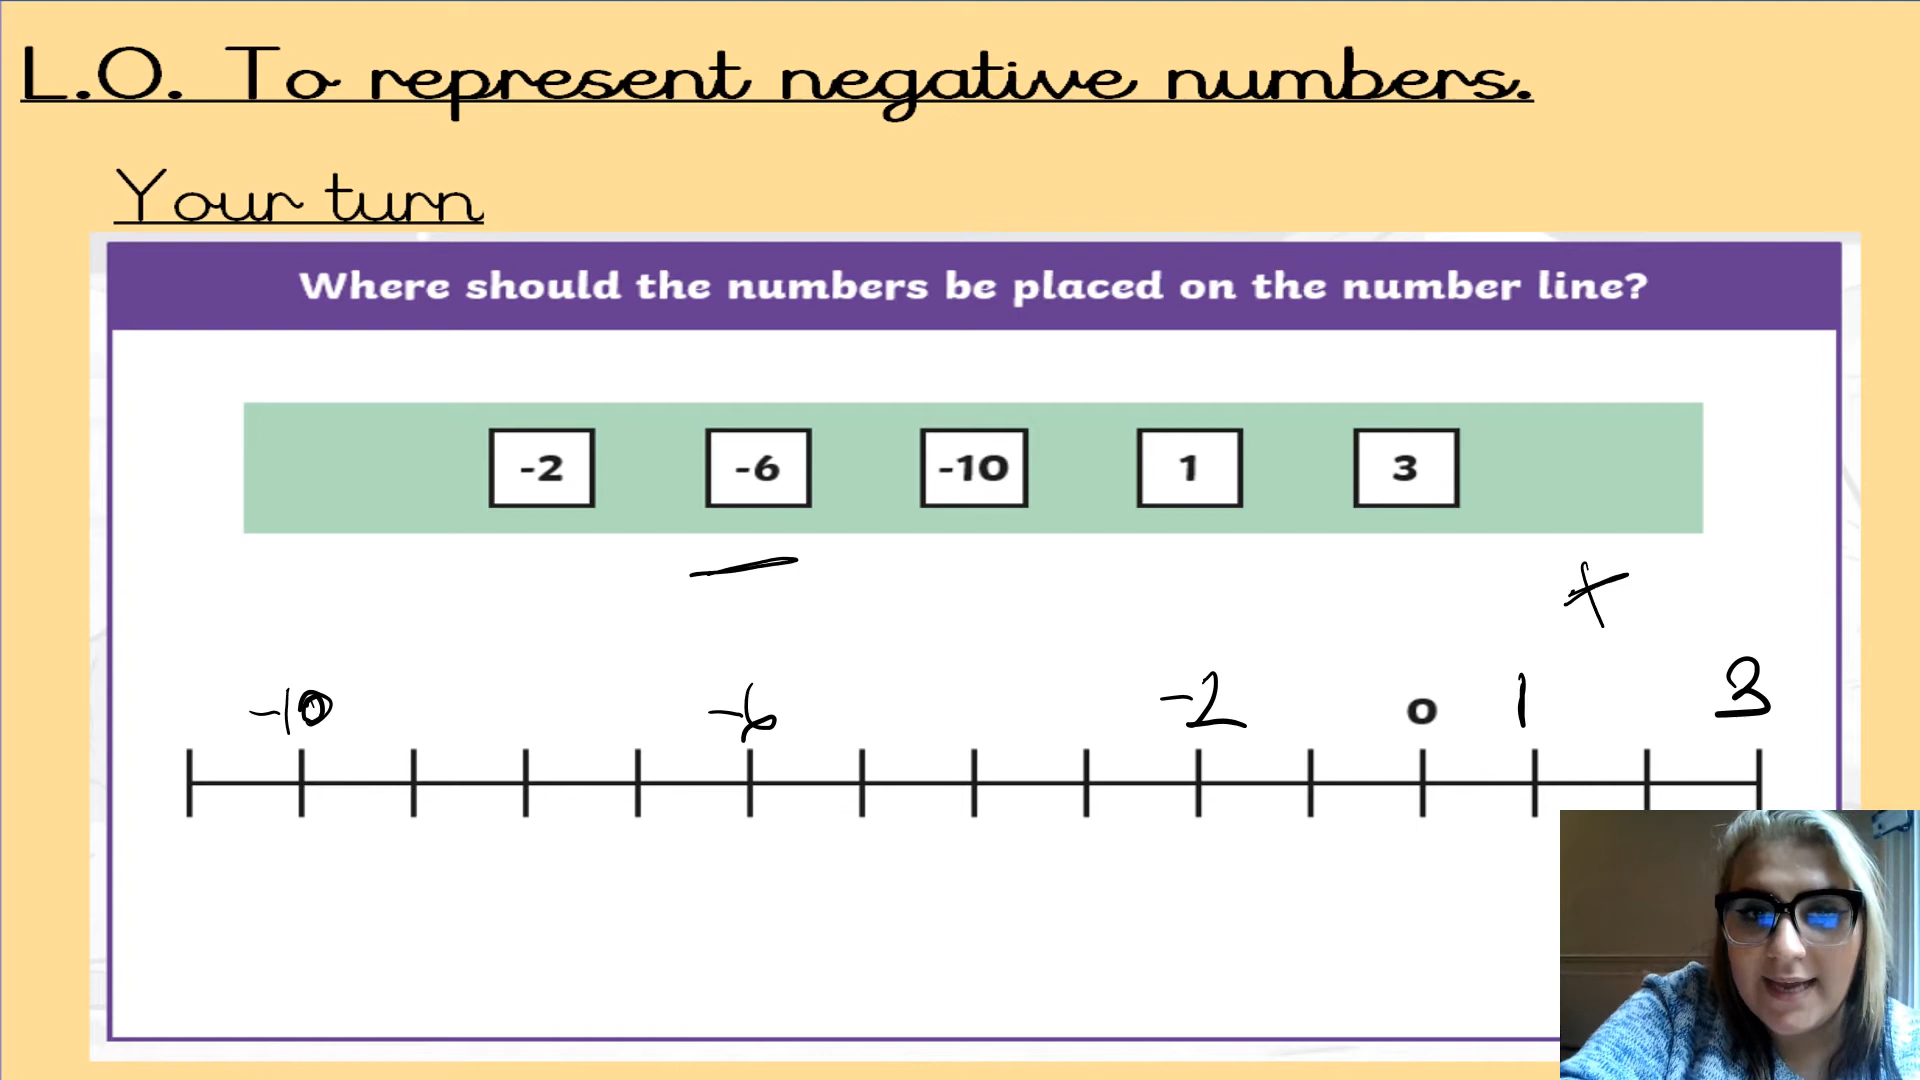 L.O. To represent negative numbers.
Your turn
Where should the numbers be placed on the number line?
-2 -6 -10 1 3
− +
-10 -6 -2 0 1 3